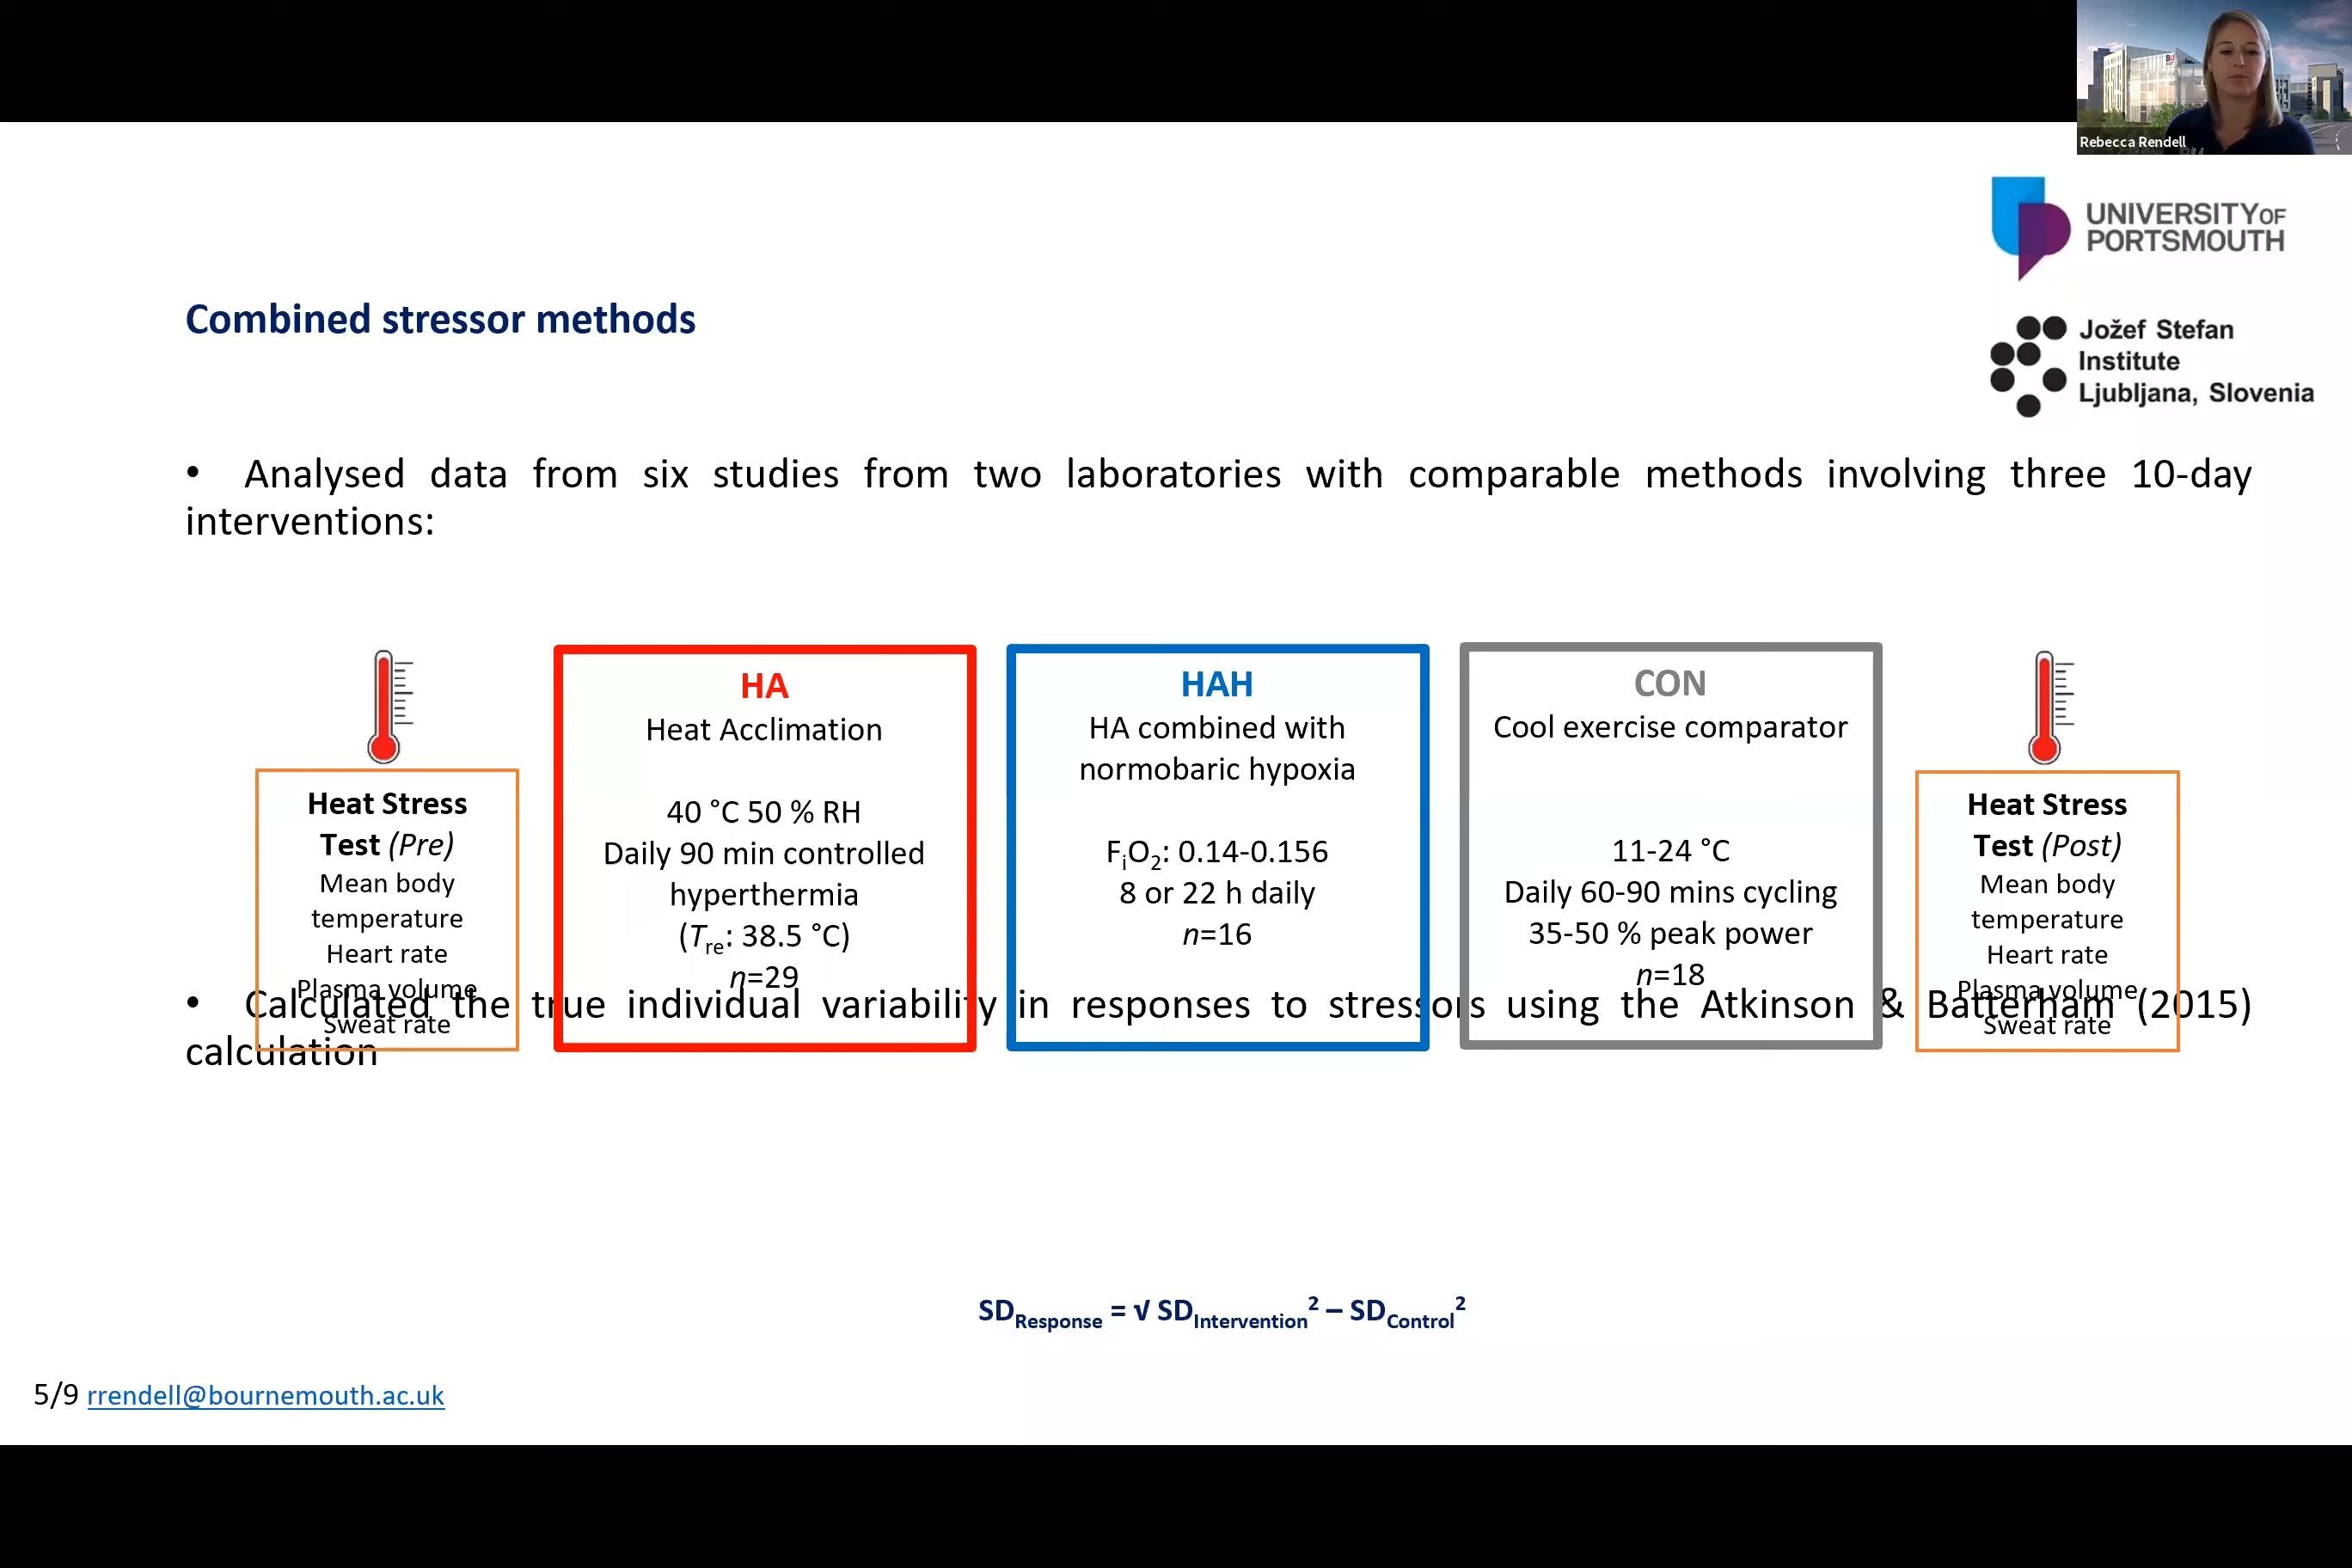 Rebecca Rendell
UNIVERSITY OF
PORTSMOUTH
Jožef Stefan
Institute
Ljubljana, Slovenia
Combined stressor methods
• Analysed data from six studies from two laboratories with comparable methods involving three 10-day
interventions:
Heat Stress
Test (Pre)
Mean body
temperature
Heart rate
Plasma volume
Sweat rate
HA
Heat Acclimation
40 °C 50 % RH
Daily 90 min controlled
hyperthermia
(Tre: 38.5 °C)
n=29
HAH
HA combined with
normobaric hypoxia
FiO2: 0.14-0.156
8 or 22 h daily
n=16
CON
Cool exercise comparator
11-24 °C
Daily 60-90 mins cycling
35-50 % peak power
n=18
Heat Stress
Test (Post)
Mean body
temperature
Heart rate
Plasma volume
Sweat rate
• Calculated the true individual variability in responses to stressors using the Atkinson & Batterham (2015)
calculation
SDResponse = √ SDIntervention² – SDControl²
5/9 rrendell@bournemouth.ac.uk